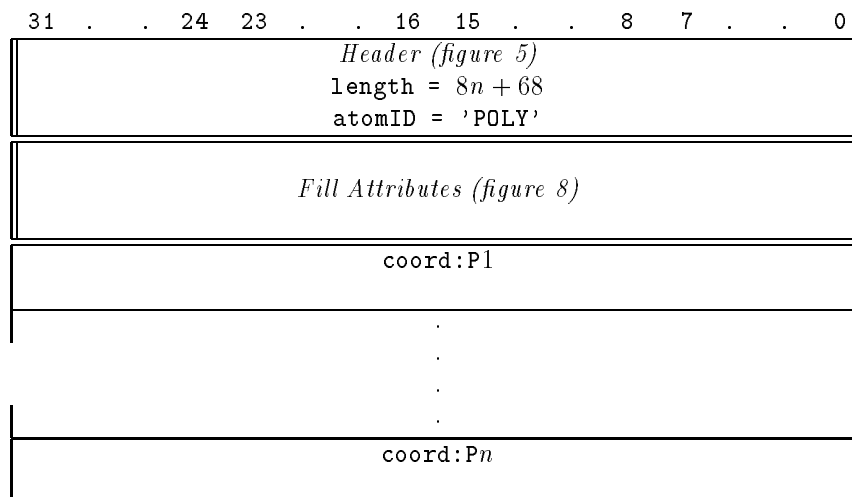 31 . . 24 23 . . 16 15 . . 8 7 . . 0
Header (figure 5)
length = 8n + 68
atomID = 'POLY'
Fill Attributes (figure 8)
coord:P1
.
.
.
.
coord:Pn